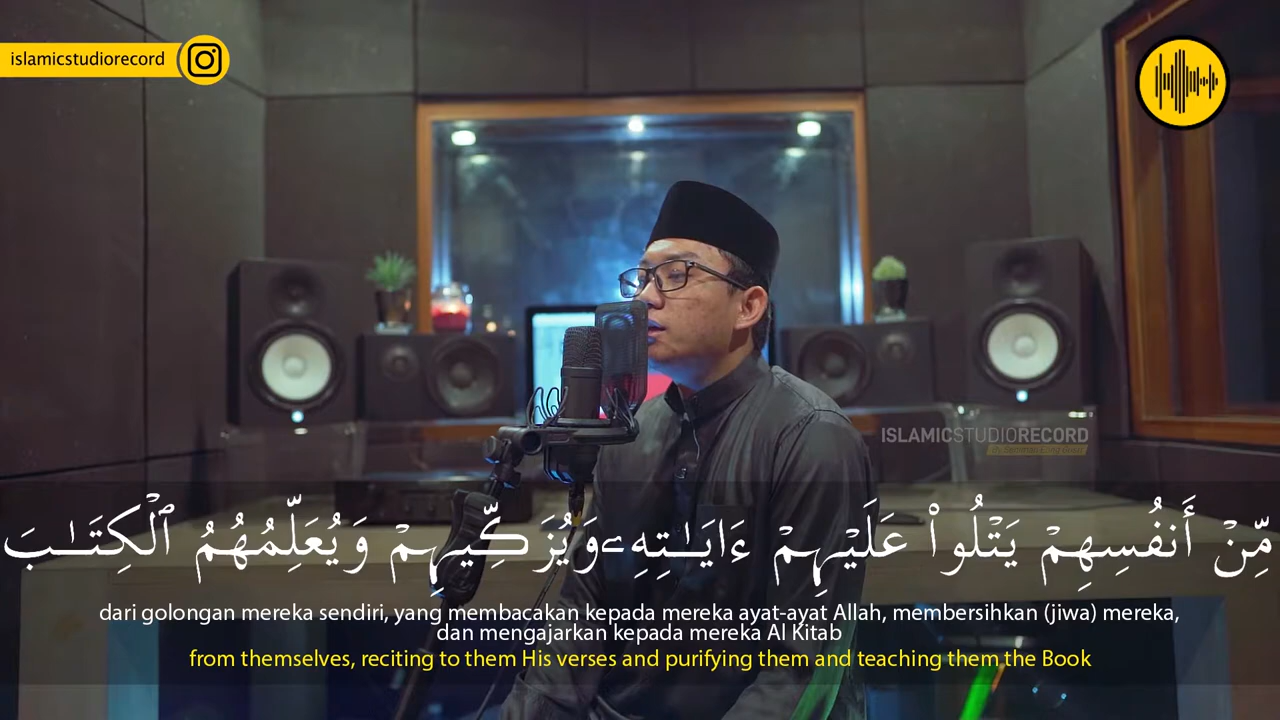 islamicstudiorecord
ISLAMICSTUDIORECORD
مِّنْ أَنفُسِهِمْ يَتْلُوا۟ عَلَيْهِمْ ءَايَـٰتِهِۦ وَيُزَكِّيهِمْ وَيُعَلِّمُهُمُ ٱلْكِتَـٰبَ
dari golongan mereka sendiri, yang membacakan kepada mereka ayat-ayat Allah, membersihkan (jiwa) mereka,
dan mengajarkan kepada mereka Al Kitab
from themselves, reciting to them His verses and purifying them and teaching them the Book